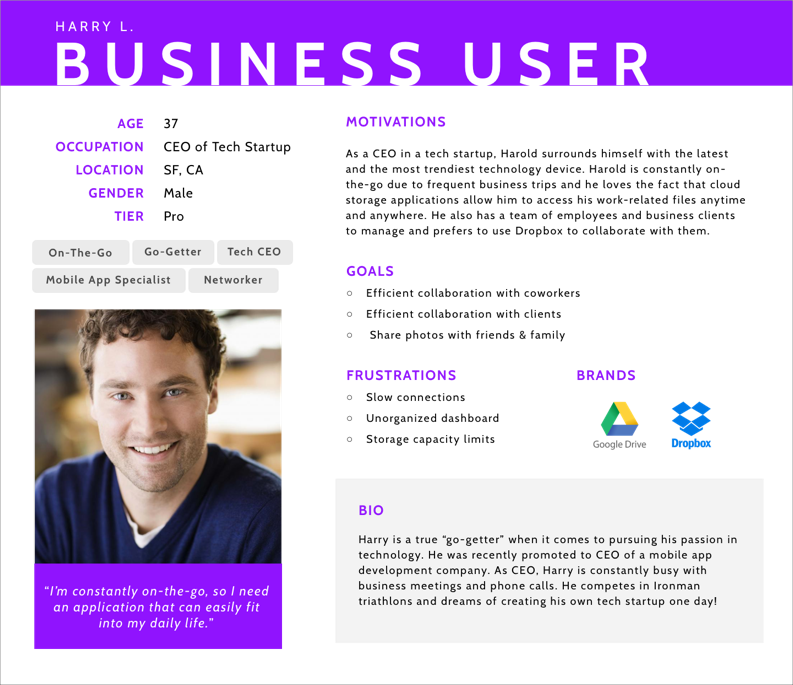 HARRY L.
BUSINESS USER
AGE 37
OCCUPATION CEO of Tech Startup
LOCATION SF, CA
GENDER Male
TIER Pro
On-The-Go Go-Getter Tech CEO
Mobile App Specialist Networker
“I’m constantly on-the-go, so I need
an application that can easily fit
into my daily life.”
MOTIVATIONS
As a CEO in a tech startup, Harold surrounds himself with the latest
and the most trendiest technology device. Harold is constantly on-
the-go due to frequent business trips and he loves the fact that cloud
storage applications allow him to access his work-related files anytime
and anywhere. He also has a team of employees and business clients
to manage and prefers to use Dropbox to collaborate with them.
GOALS
○ Efficient collaboration with coworkers
○ Efficient collaboration with clients
○ Share photos with friends & family
FRUSTRATIONS
○ Slow connections
○ Unorganized dashboard
○ Storage capacity limits
BRANDS
Google Drive Dropbox
BIO
Harry is a true “go-getter” when it comes to pursuing his passion in
technology. He was recently promoted to CEO of a mobile app
development company. As CEO, Harry is constantly busy with
business meetings and phone calls. He competes in Ironman
triathlons and dreams of creating his own tech startup one day!